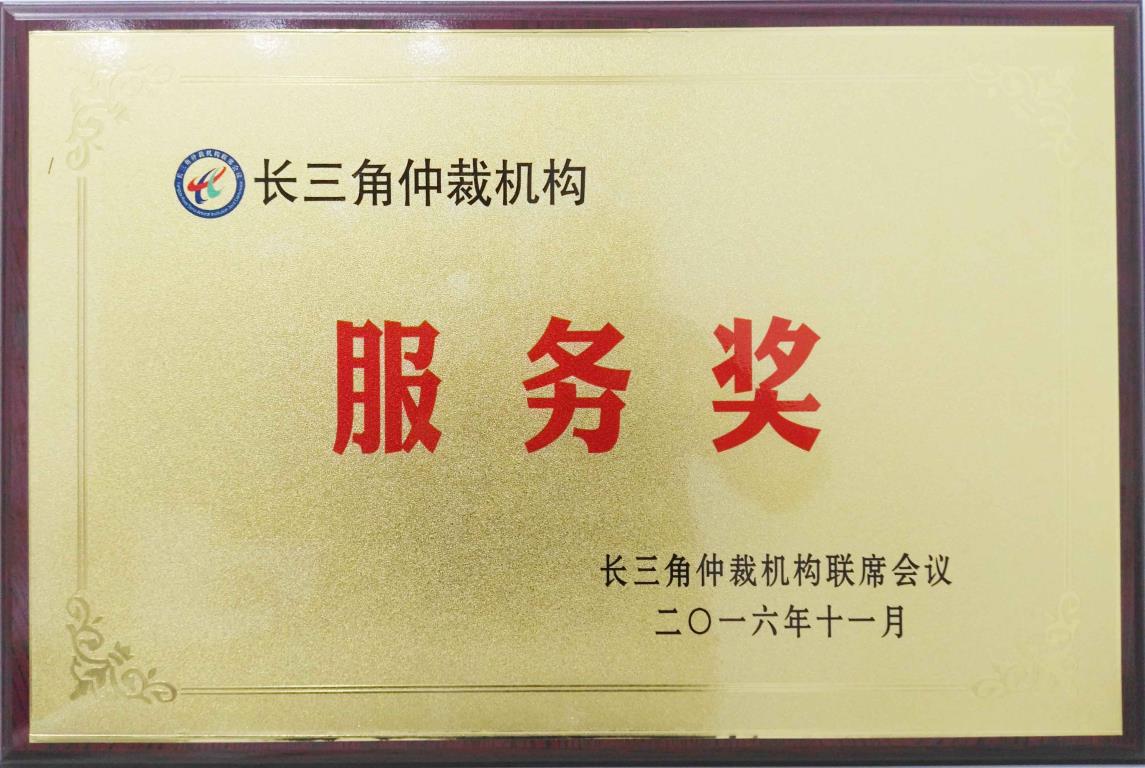 长三角仲裁机构
服务奖
长三角仲裁机构联席会议
二〇一六年十一月